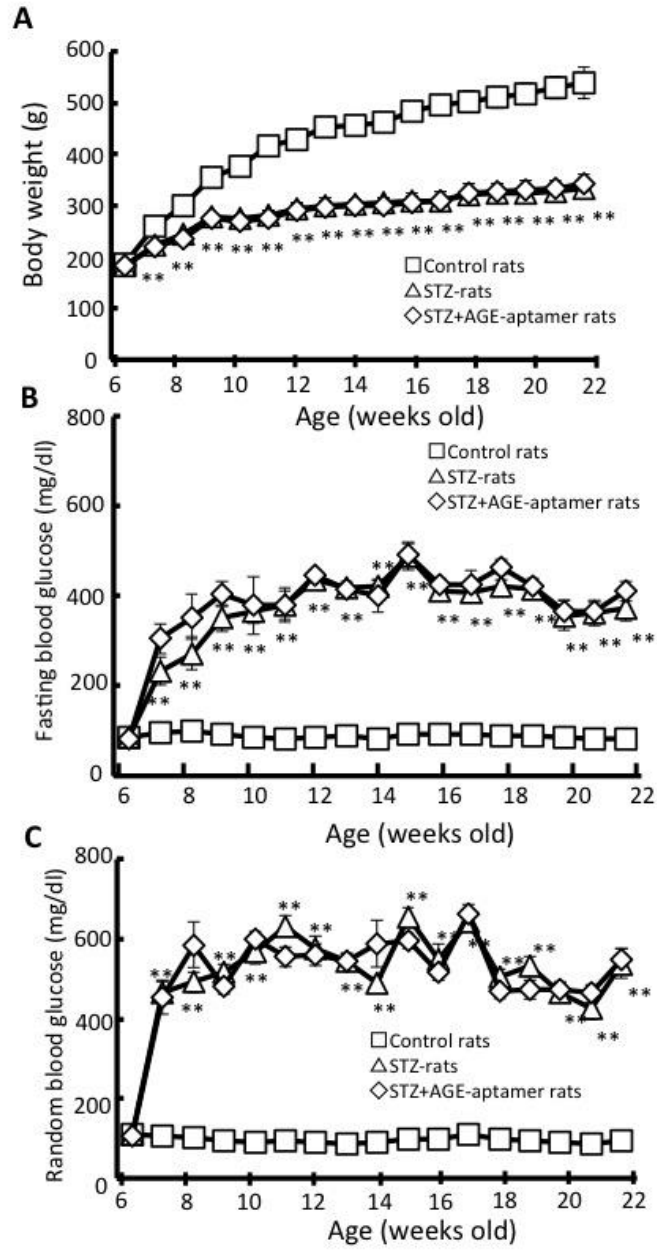 A
600
500
400
300
200
100
0
Body weight (g)
** ** ** ** ** ** ** ** ** ** ** ** ** ** ** **
Control rats
STZ-rats
STZ+AGE-aptamer rats
6 8 10 12 14 16 18 20 22
Age (weeks old)
B
800
600
400
200
0
Fasting blood glucose (mg/dl)
Control rats
STZ-rats
STZ+AGE-aptamer rats
** ** ** ** ** ** ** ** ** ** ** ** ** ** ** **
6 8 10 12 14 16 18 20 22
Age (weeks old)
C
800
600
400
200
0
Random blood glucose (mg/dl)
** ** ** ** ** ** ** ** ** ** ** ** ** ** ** **
Control rats
STZ-rats
STZ+AGE-aptamer rats
6 8 10 12 14 16 18 20 22
Age (weeks old)